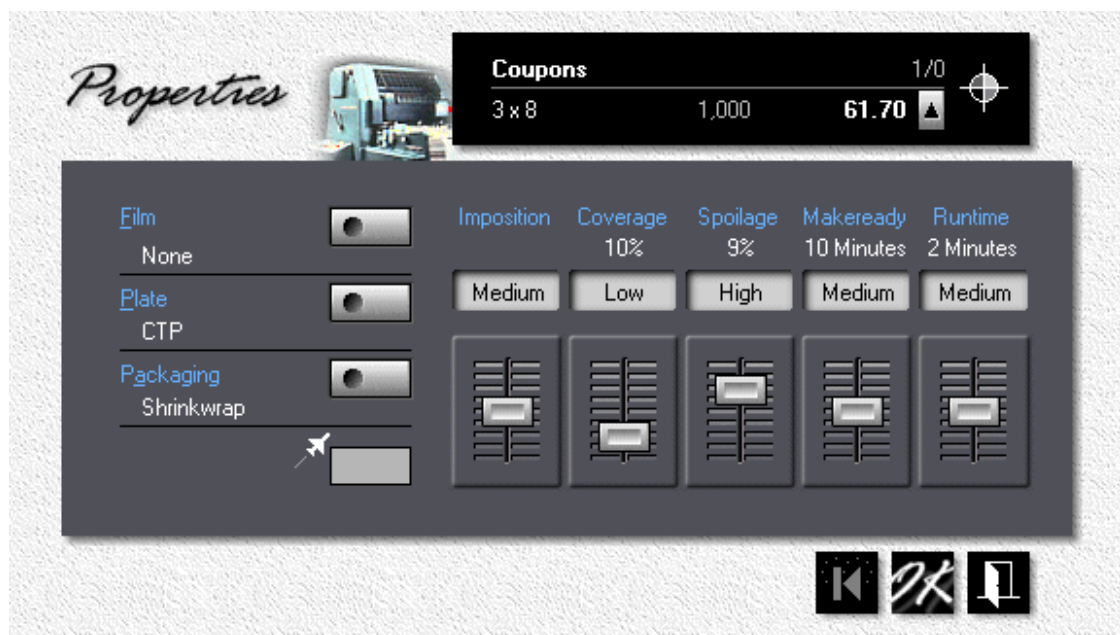 Properties
Coupons 1/0
3 x 8 1,000 61.70
Film
None
Plate
CTP
Packaging
Shrinkwrap
Imposition Coverage Spoilage Makeready Runtime
10% 9% 10 Minutes 2 Minutes
Medium Low High Medium Medium
OK